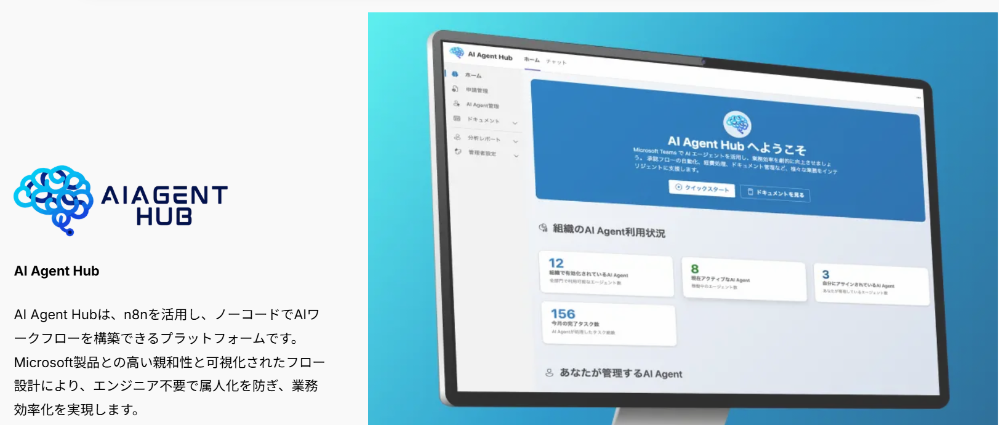 AIAGENT
HUB
AI Agent Hub
AI Agent Hubは、n8nを活用し、ノーコードでAIワ
ークフローを構築できるプラットフォームです。
Microsoft製品との高い親和性と可視化されたフロー
設計により、エンジニア不要で属人化を防ぎ、業務
効率化を実現します。
AI Agent Hub
ホーム チャット
ホーム
申請管理
AI Agent管理
ドキュメント
分析レポート
管理者設定
AI Agent Hub へようこそ
Microsoft Teams で AI エージェントを活用し、業務効率を劇的に向上させましょ
う。 承認フローの自動化、経費処理、ドキュメント管理など、様々な業務をインテ
リジェントに支援します。
クイックスタート
ドキュメントを見る
組織のAI Agent利用状況
12
組織で有効化されているAI Agent
全部門で利用可能なエージェント数
8
現在アクティブなAI Agent
稼働中のエージェント数
3
自分にアサインされているAI Agent
あなたが管理しているエージェント数
156
今月の完了タスク数
AI Agentが処理したタスク総数
あなたが管理するAI Agent